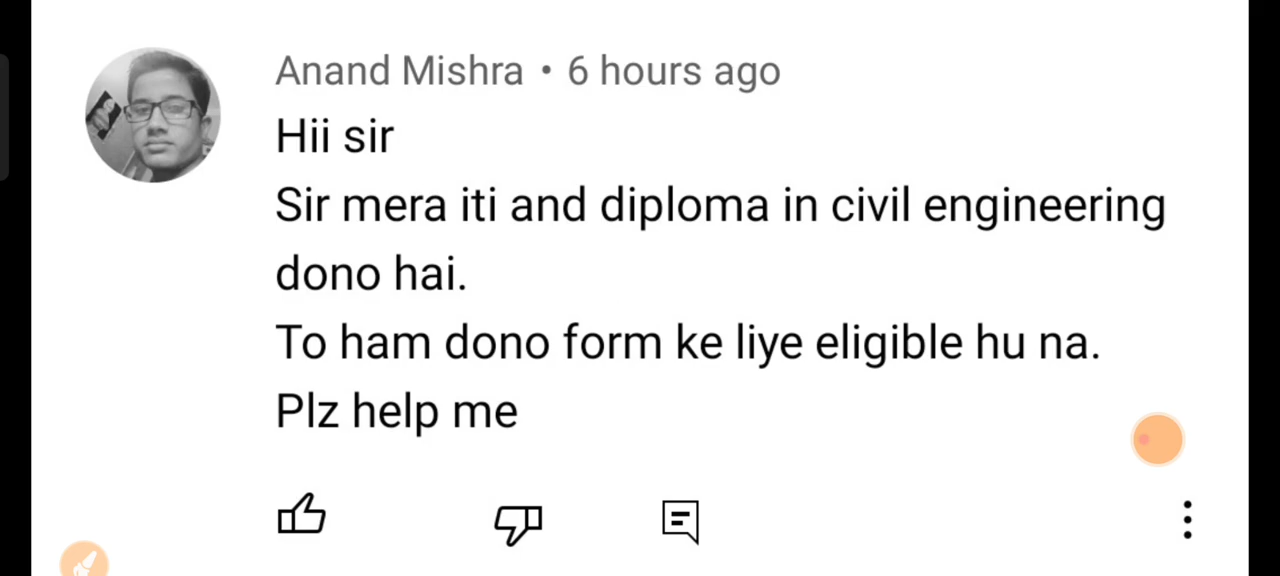 Anand Mishra • 6 hours ago
Hii sir
Sir mera iti and diploma in civil engineering
dono hai.
To ham dono form ke liye eligible hu na.
Plz help me